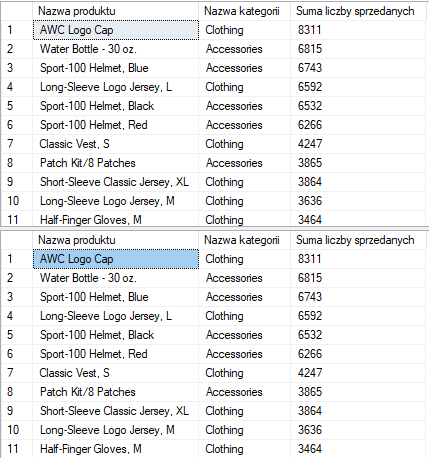 Nazwa produktu Nazwa kategorii Suma liczby sprzedanych
1 AWC Logo Cap Clothing 8311
2 Water Bottle - 30 oz. Accessories 6815
3 Sport-100 Helmet, Blue Accessories 6743
4 Long-Sleeve Logo Jersey, L Clothing 6592
5 Sport-100 Helmet, Black Accessories 6532
6 Sport-100 Helmet, Red Accessories 6266
7 Classic Vest, S Clothing 4247
8 Patch Kit/8 Patches Accessories 3865
9 Short-Sleeve Classic Jersey, XL Clothing 3864
10 Long-Sleeve Logo Jersey, M Clothing 3636
11 Half-Finger Gloves, M Clothing 3464
Nazwa produktu Nazwa kategorii Suma liczby sprzedanych
1 AWC Logo Cap Clothing 8311
2 Water Bottle - 30 oz. Accessories 6815
3 Sport-100 Helmet, Blue Accessories 6743
4 Long-Sleeve Logo Jersey, L Clothing 6592
5 Sport-100 Helmet, Black Accessories 6532
6 Sport-100 Helmet, Red Accessories 6266
7 Classic Vest, S Clothing 4247
8 Patch Kit/8 Patches Accessories 3865
9 Short-Sleeve Classic Jersey, XL Clothing 3864
10 Long-Sleeve Logo Jersey, M Clothing 3636
11 Half-Finger Gloves, M Clothing 3464